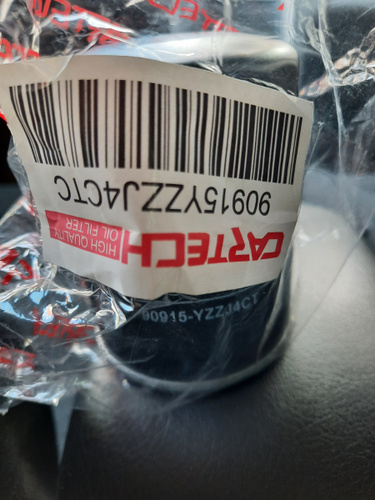 CARTECH
HIGH QUALITY
OIL FILTER
90915YZZJ4CTC
90915-YZZJ4CT